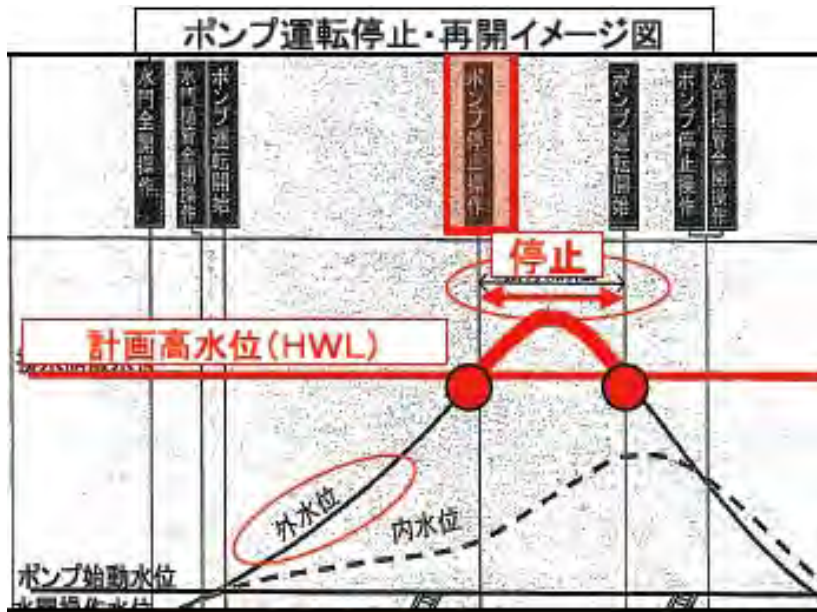 ポンプ運転停止・再開イメージ図
水門全開操作
水門樋管全閉操作
ポンプ運転開始
ポンプ停止操作
ポンプ運転開始
ポンプ停止操作
水門樋管全開操作
停止
計画高水位(HWL)
外水位
内水位
ポンプ始動水位